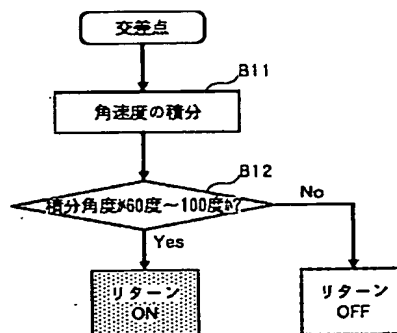 交差点
B11
角速度の積分
B12
積分角度が60度～100度か?
No
Yes
リターン
ON
リターン
OFF